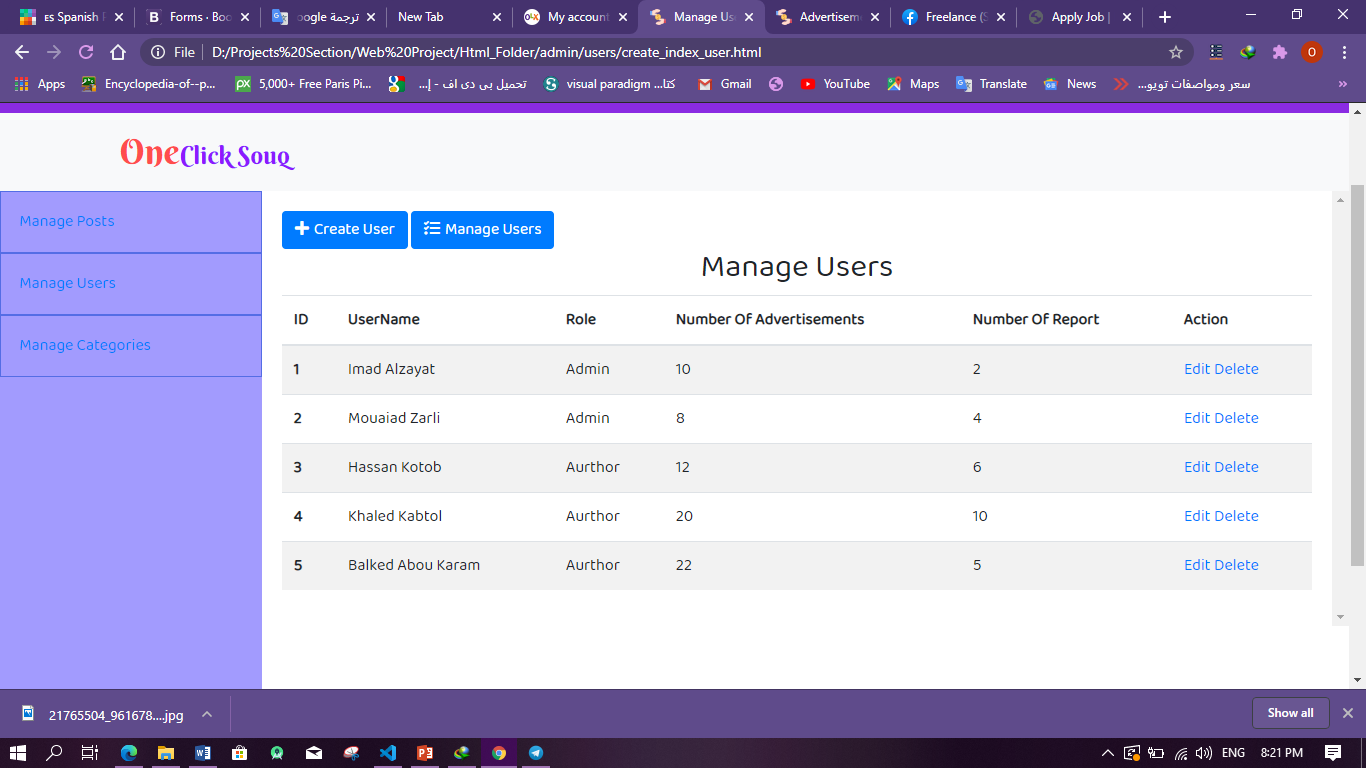 es Spanish F
Forms · Boo
oogle ترجمة
New Tab
My account
Manage Us
Advertisem
Freelance (S
Apply Job |
File D:/Projects%20Section/Web%20Project/Html_Folder/admin/users/create_index_user.html
O
Apps
Encyclopedia-of--p...
5,000+ Free Paris Pi...
تحميل بى دى اف - إ...
visual paradigm كتا...
Gmail
YouTube
Maps
Translate
News
سعر ومواصفات تويو...
OneClick Souq
Manage Posts
Manage Users
Manage Categories
Create User Manage Users
Manage Users
ID UserName Role Number Of Advertisements Number Of Report Action
1 Imad Alzayat Admin 10 2 Edit Delete
2 Mouaiad Zarli Admin 8 4 Edit Delete
3 Hassan Kotob Aurthor 12 6 Edit Delete
4 Khaled Kabtol Aurthor 20 10 Edit Delete
5 Balked Abou Karam Aurthor 22 5 Edit Delete
21765504_961678....jpg
Show all
ENG 8:21 PM